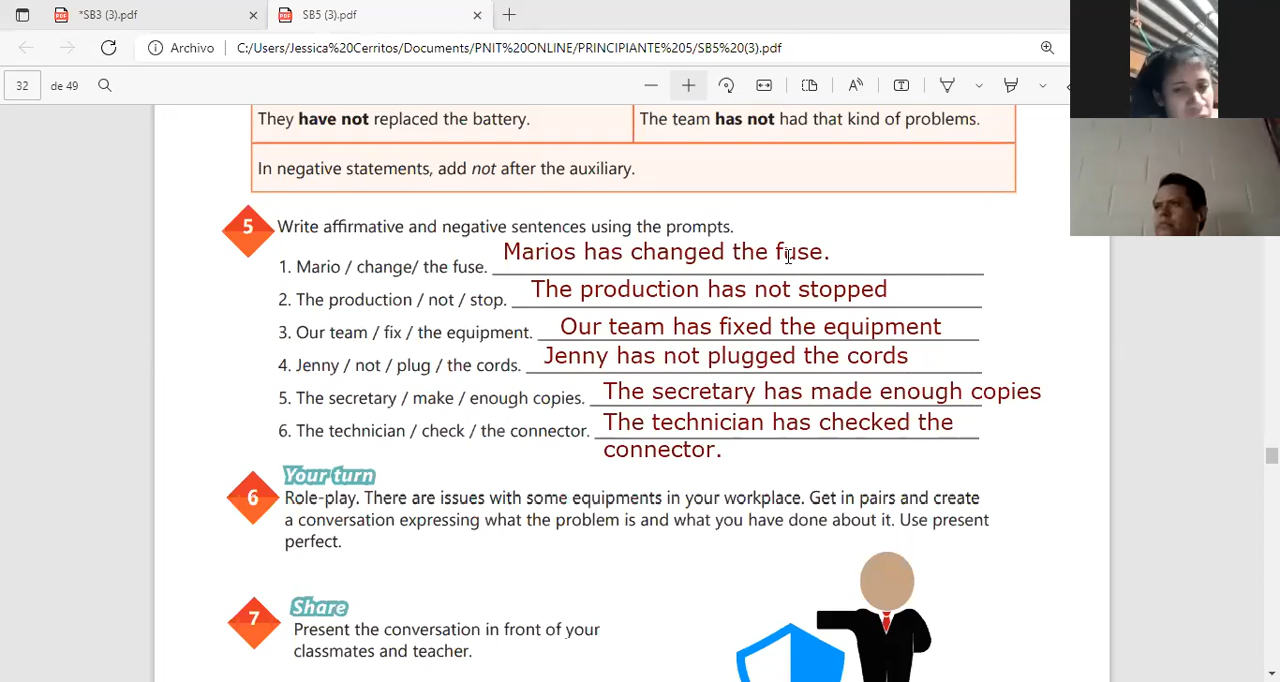 *SB3 (3).pdf
SB5 (3).pdf
Archivo
C:/Users/Jessica%20Cerritos/Documents/PNIT%20ONLINE/PRINCIPIANTE%205/SB5%20(3).pdf
32 de 49
They have not replaced the battery.
The team has not had that kind of problems.
In negative statements, add not after the auxiliary.
5 Write affirmative and negative sentences using the prompts.
1. Mario / change/ the fuse. Marios has changed the fuse.
2. The production / not / stop. The production has not stopped
3. Our team / fix / the equipment. Our team has fixed the equipment
4. Jenny / not / plug / the cords. Jenny has not plugged the cords
5. The secretary / make / enough copies. The secretary has made enough copies
6. The technician / check / the connector. The technician has checked the
connector.
Your turn
6 Role-play. There are issues with some equipments in your workplace. Get in pairs and create
a conversation expressing what the problem is and what you have done about it. Use present
perfect.
Share
7 Present the conversation in front of your
classmates and teacher.